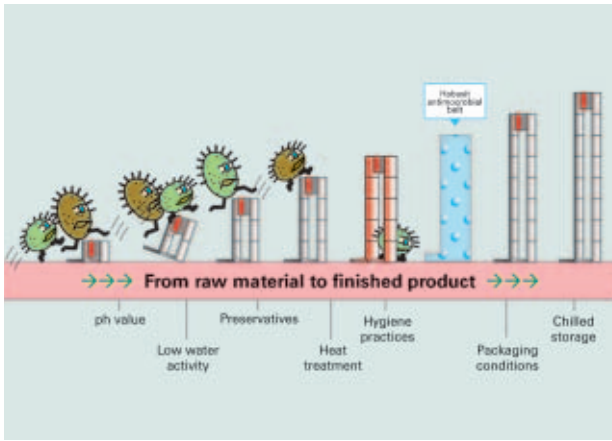 Habasit
antimicrobial
belt
From raw material to finished product
ph value
Low water
activity
Preservatives
Heat
treatment
Hygiene
practices
Packaging
conditions
Chilled
storage